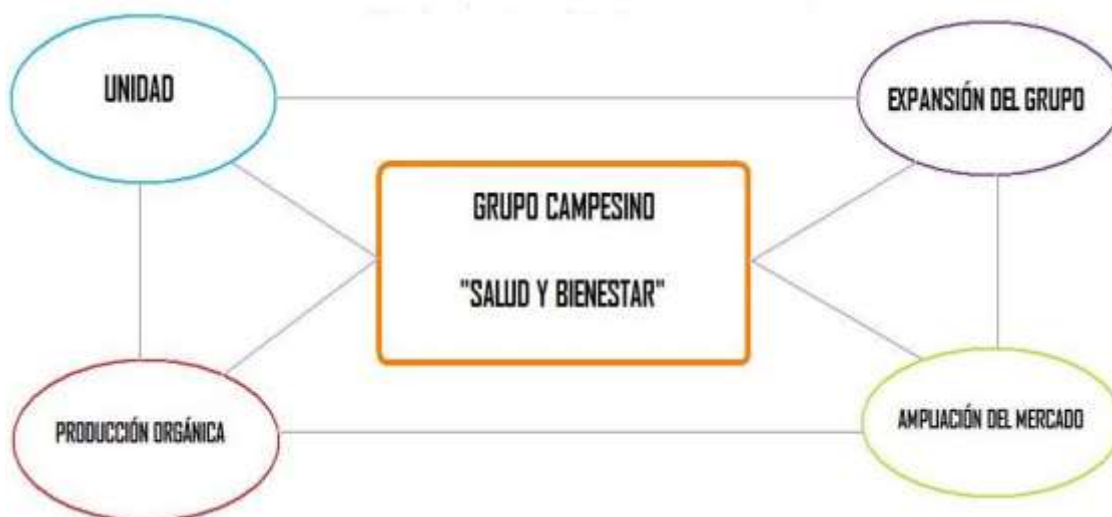 UNIDAD
EXPANSIÓN DEL GRUPO
GRUPO CAMPESINO
"SALUD Y BIENESTAR"
PRODUCCIÓN ORGÁNICA
AMPLIACIÓN DEL MERCADO